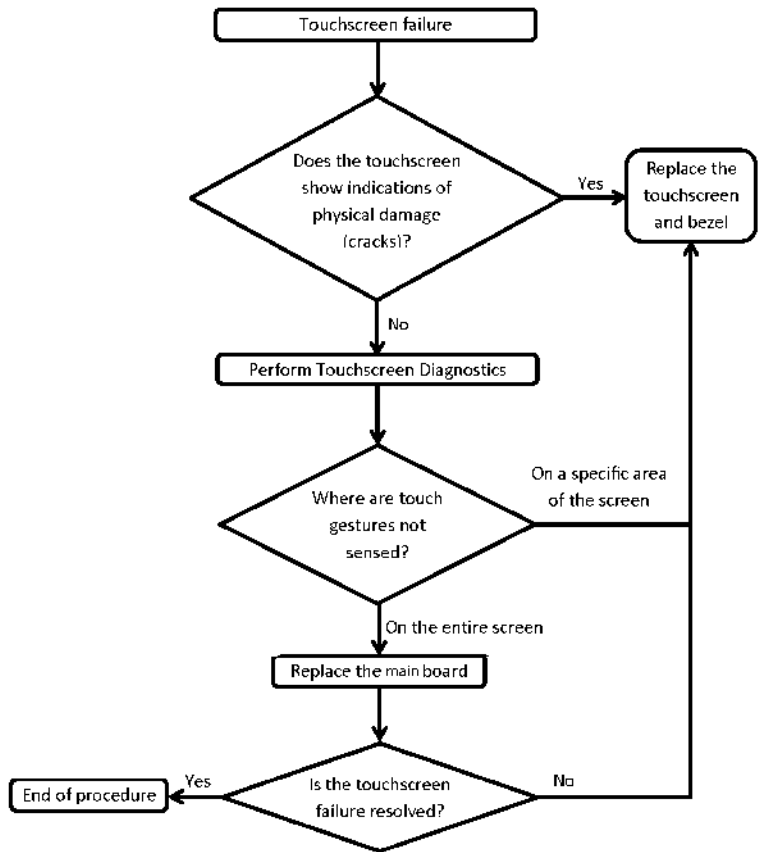 Touchscreen failure
Does the touchscreen
show indications of
physical damage
(cracks)?
Yes
Replace the
touchscreen
and bezel
No
Perform Touchscreen Diagnostics
Where are touch
gestures not
sensed?
On a specific area
of the screen
On the entire screen
Replace the main board
Is the touchscreen
failure resolved?
Yes
No
End of procedure